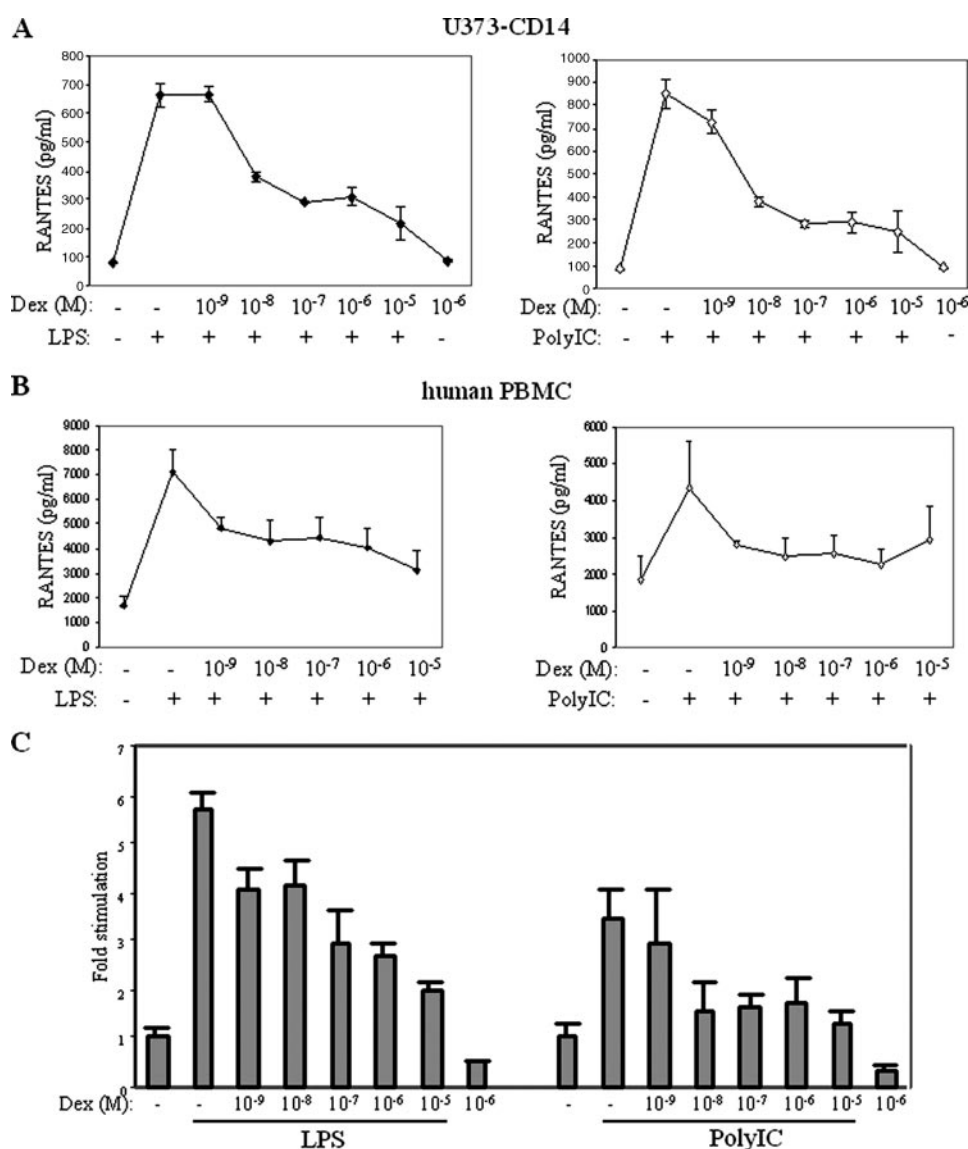 A
U373-CD14
RANTES (pg/ml)
800
700
600
500
400
300
200
100
0
Dex (M): - - 10-9 10-8 10-7 10-6 10-5 10-6
LPS: - + + + + + + -
RANTES (pg/ml)
1000
900
800
700
600
500
400
300
200
100
0
Dex (M): - - 10-9 10-8 10-7 10-6 10-5 10-6
PolyIC: - + + + + + + -
B
human PBMC
RANTES (pg/ml)
9000
8000
7000
6000
5000
4000
3000
2000
1000
0
Dex (M): - - 10-9 10-8 10-7 10-6 10-5
LPS: - + + + + + +
RANTES (pg/ml)
6000
5000
4000
3000
2000
1000
0
Dex (M): - - 10-9 10-8 10-7 10-6 10-5
PolyIC: - + + + + + +
C
Fold stimulation
7
6
5
4
3
2
1
0
Dex (M): - - 10-9 10-8 10-7 10-6 10-5 10-6 - - 10-9 10-8 10-7 10-6 10-5 10-6
LPS
PolyIC